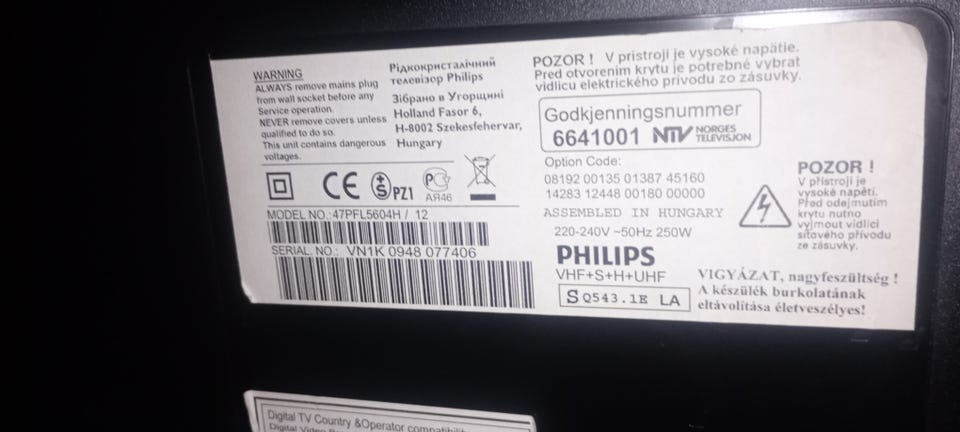 WARNING
ALWAYS remove mains plug
from wall socket before any
Service operation.
NEVER remove covers unless
qualified to do so.
This unit contains dangerous
voltages.
Рідкокристалічний
телевізор Philips
Зібрано в Угорщині
Holland Fasor 6,
H-8002 Szekesfehervar,
Hungary
CE
S PZ1
АЯ46
MODEL NO.:47PFL5604H / 12
SERIAL NO.: VN1K 0948 077406
POZOR ! V pristroji je vysoké napätie.
Pred otvorením krytu je potrebné vybrat
vidlicu elektrického prívodu zo zásuvky.
Godkjenningsnummer
6641001 NTV NORGES
TELEVISJON
Option Code:
08192 00135 01387 45160
14283 12448 00180 00000
ASSEMBLED IN HUNGARY
220-240V ~50Hz 250W
PHILIPS
VHF+S+H+UHF
S Q543.1E LA
POZOR !
V přístroji je
vysoké napětí.
Před odejmutím
krytu nutno
vyjmout vidlici
síťového přívodu
ze zásuvky.
VIGYÁZAT, nagyfeszültség !
A készülék burkolatának
eltávolítása életveszélyes!
Digital TV Country &Operator